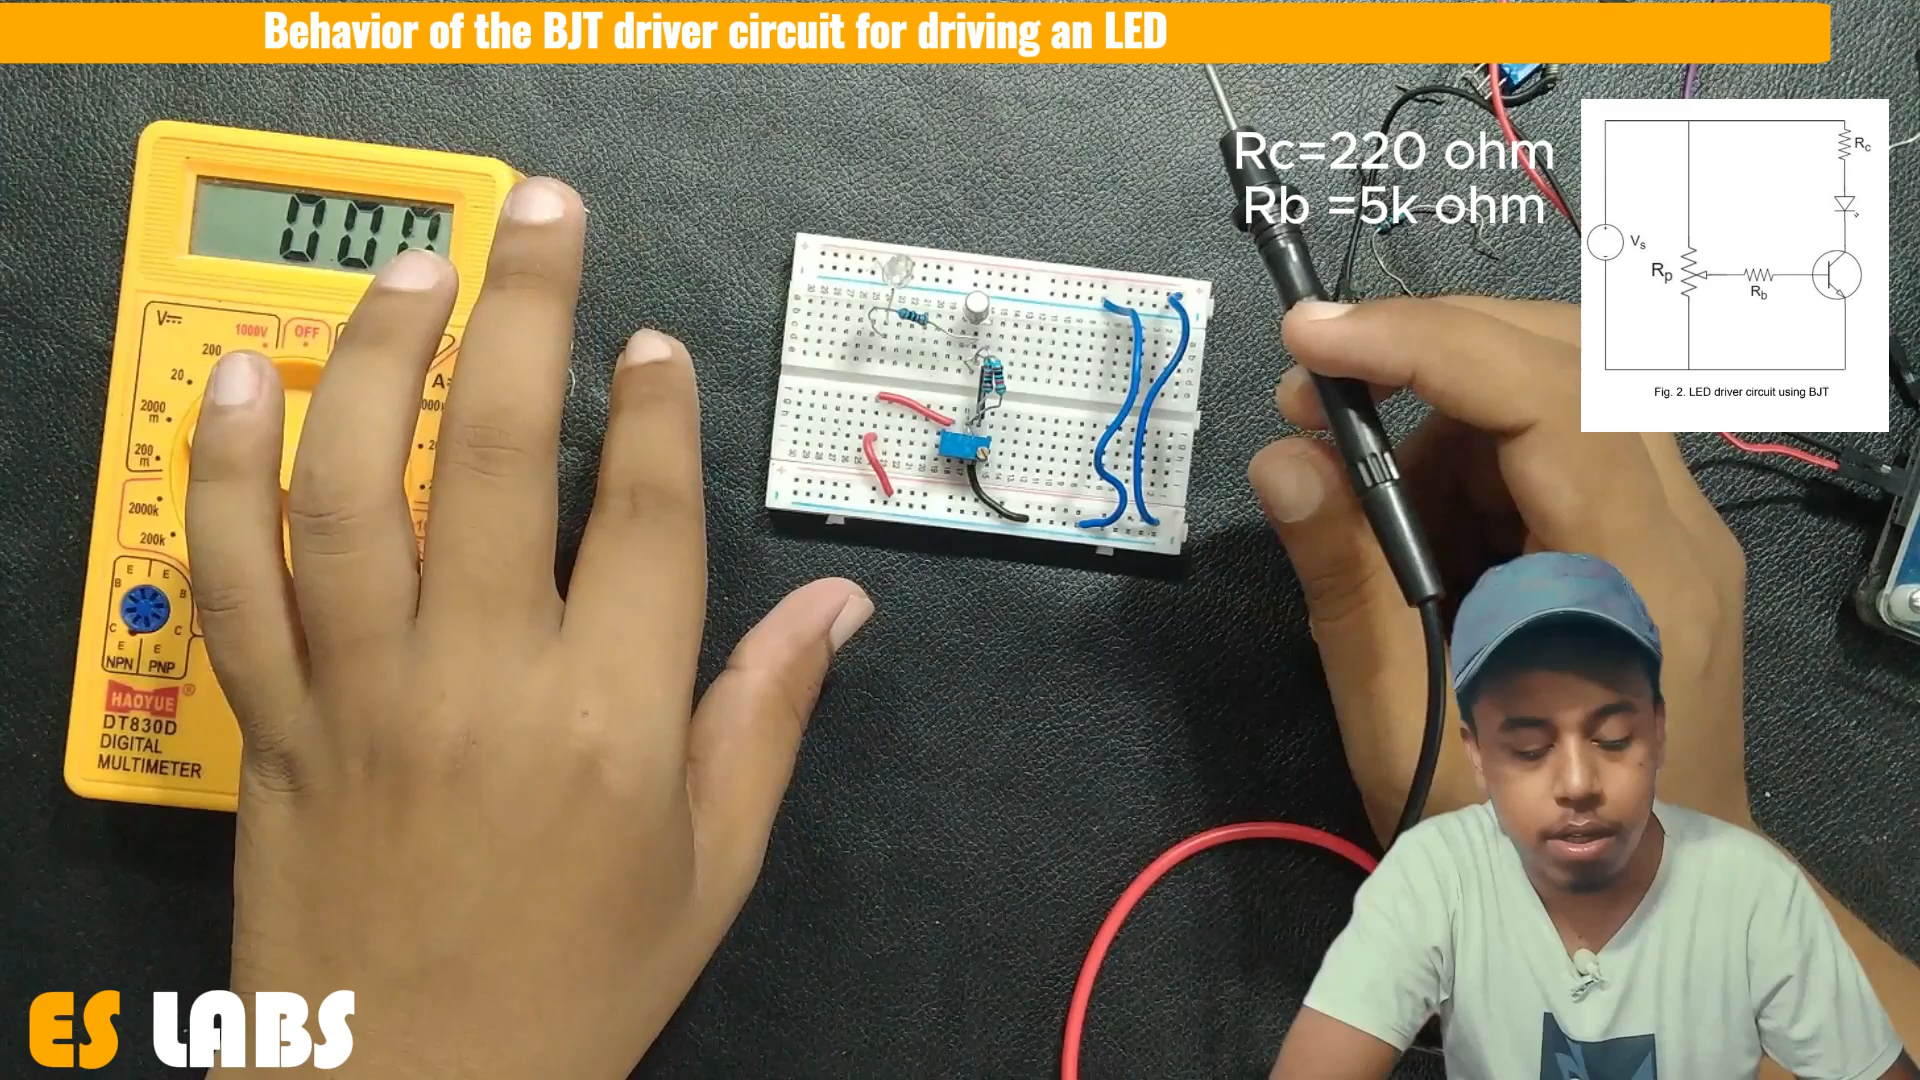 Behavior of the BJT driver circuit for driving an LED
Rc=220 ohm
Rb =5k ohm
Rc
Vs
Rp
Rb
Fig. 2. LED driver circuit using BJT
V
1000V
OFF
200
20
A
2000
m
200
m
2000k
200k
E
E
B
B
C
C
E
E
NPN
PNP
HAOYUE®
DT830D
DIGITAL
MULTIMETER
ES LABS